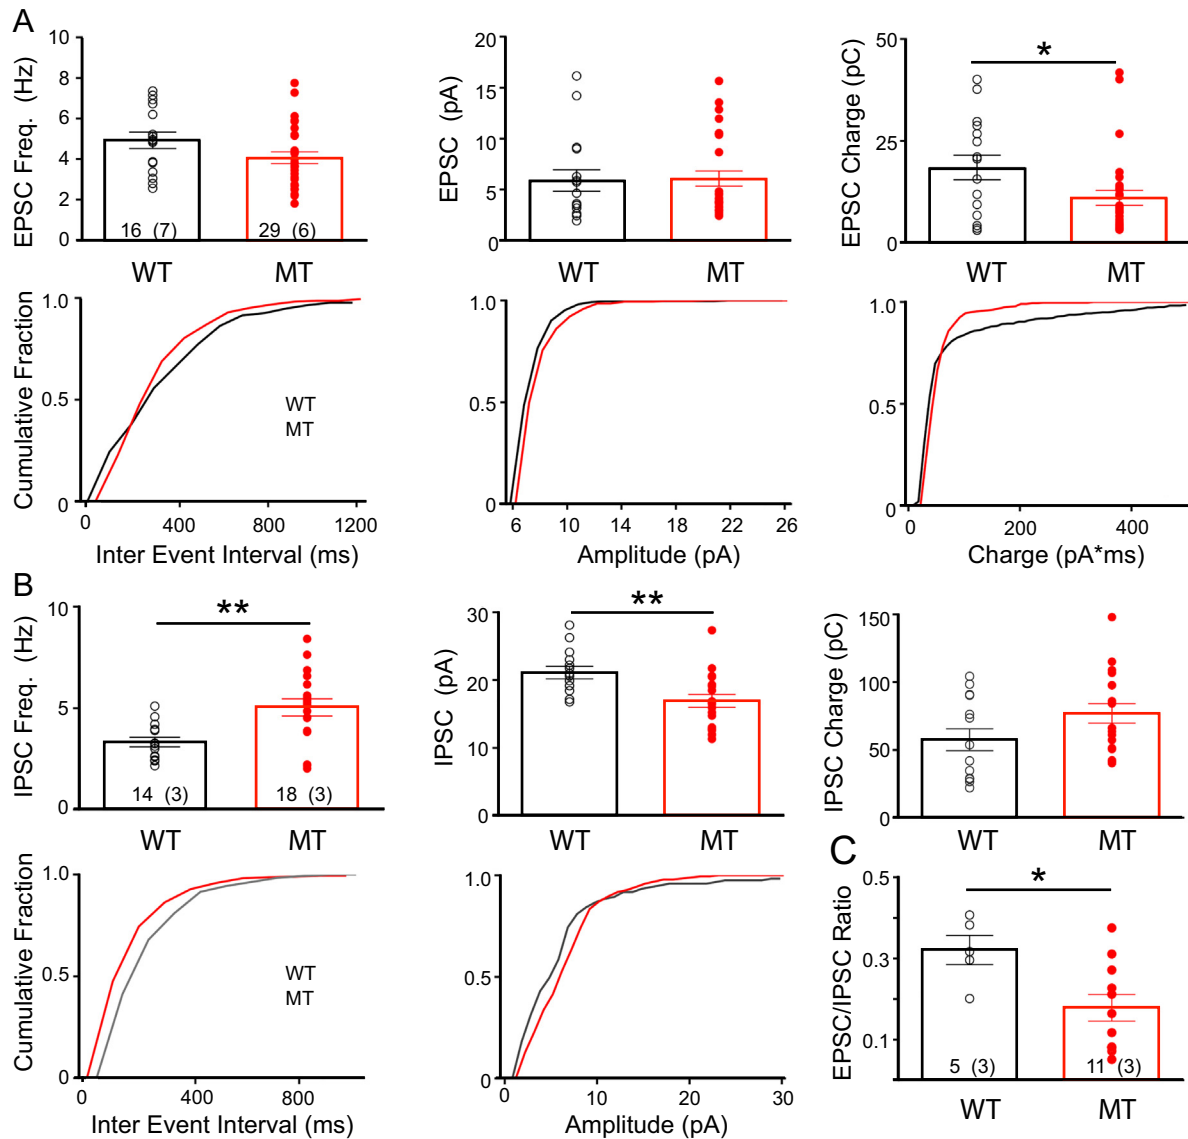 A
EPSC Freq. (Hz)
10
8
6
4
2
0
16 (7)
29 (6)
WT
MT
EPSC (pA)
20
15
10
5
0
WT
MT
EPSC Charge (pC)
50
25
0
*
WT
MT
Cumulative Fraction
1.0
0.5
0
WT
MT
0
400
800
1200
Inter Event Interval (ms)
1.0
0.5
0
6
10
14
18
22
26
Amplitude (pA)
1.0
0.5
0
0
200
400
Charge (pA*ms)
B
IPSC Freq. (Hz)
10
5
0
**
14 (3)
18 (3)
WT
MT
IPSC (pA)
30
20
10
0
**
WT
MT
IPSC Charge (pC)
150
100
50
0
WT
MT
Cumulative Fraction
1.0
0.5
0
WT
MT
0
400
800
Inter Event Interval (ms)
1.0
0.5
0
0
10
20
30
Amplitude (pA)
C
EPSC/IPSC Ratio
0.5
0.3
0.1
*
5 (3)
11 (3)
WT
MT